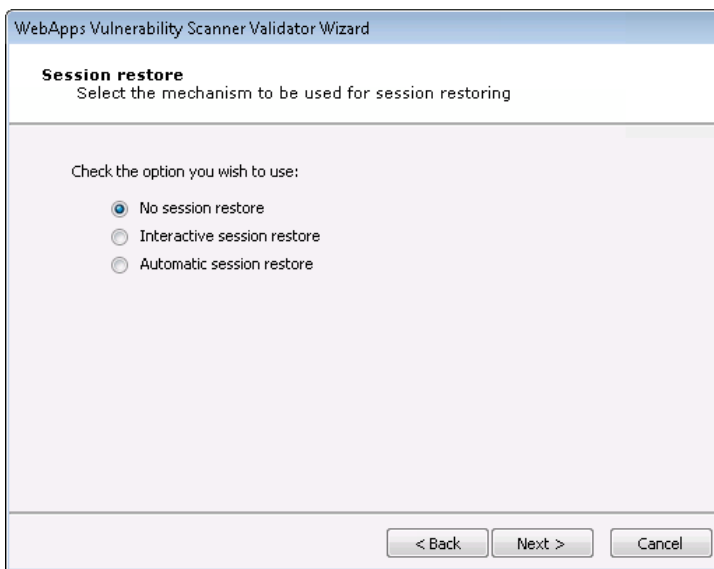 WebApps Vulnerability Scanner Validator Wizard
Session restore
Select the mechanism to be used for session restoring
Check the option you wish to use:
No session restore
Interactive session restore
Automatic session restore
< Back Next > Cancel